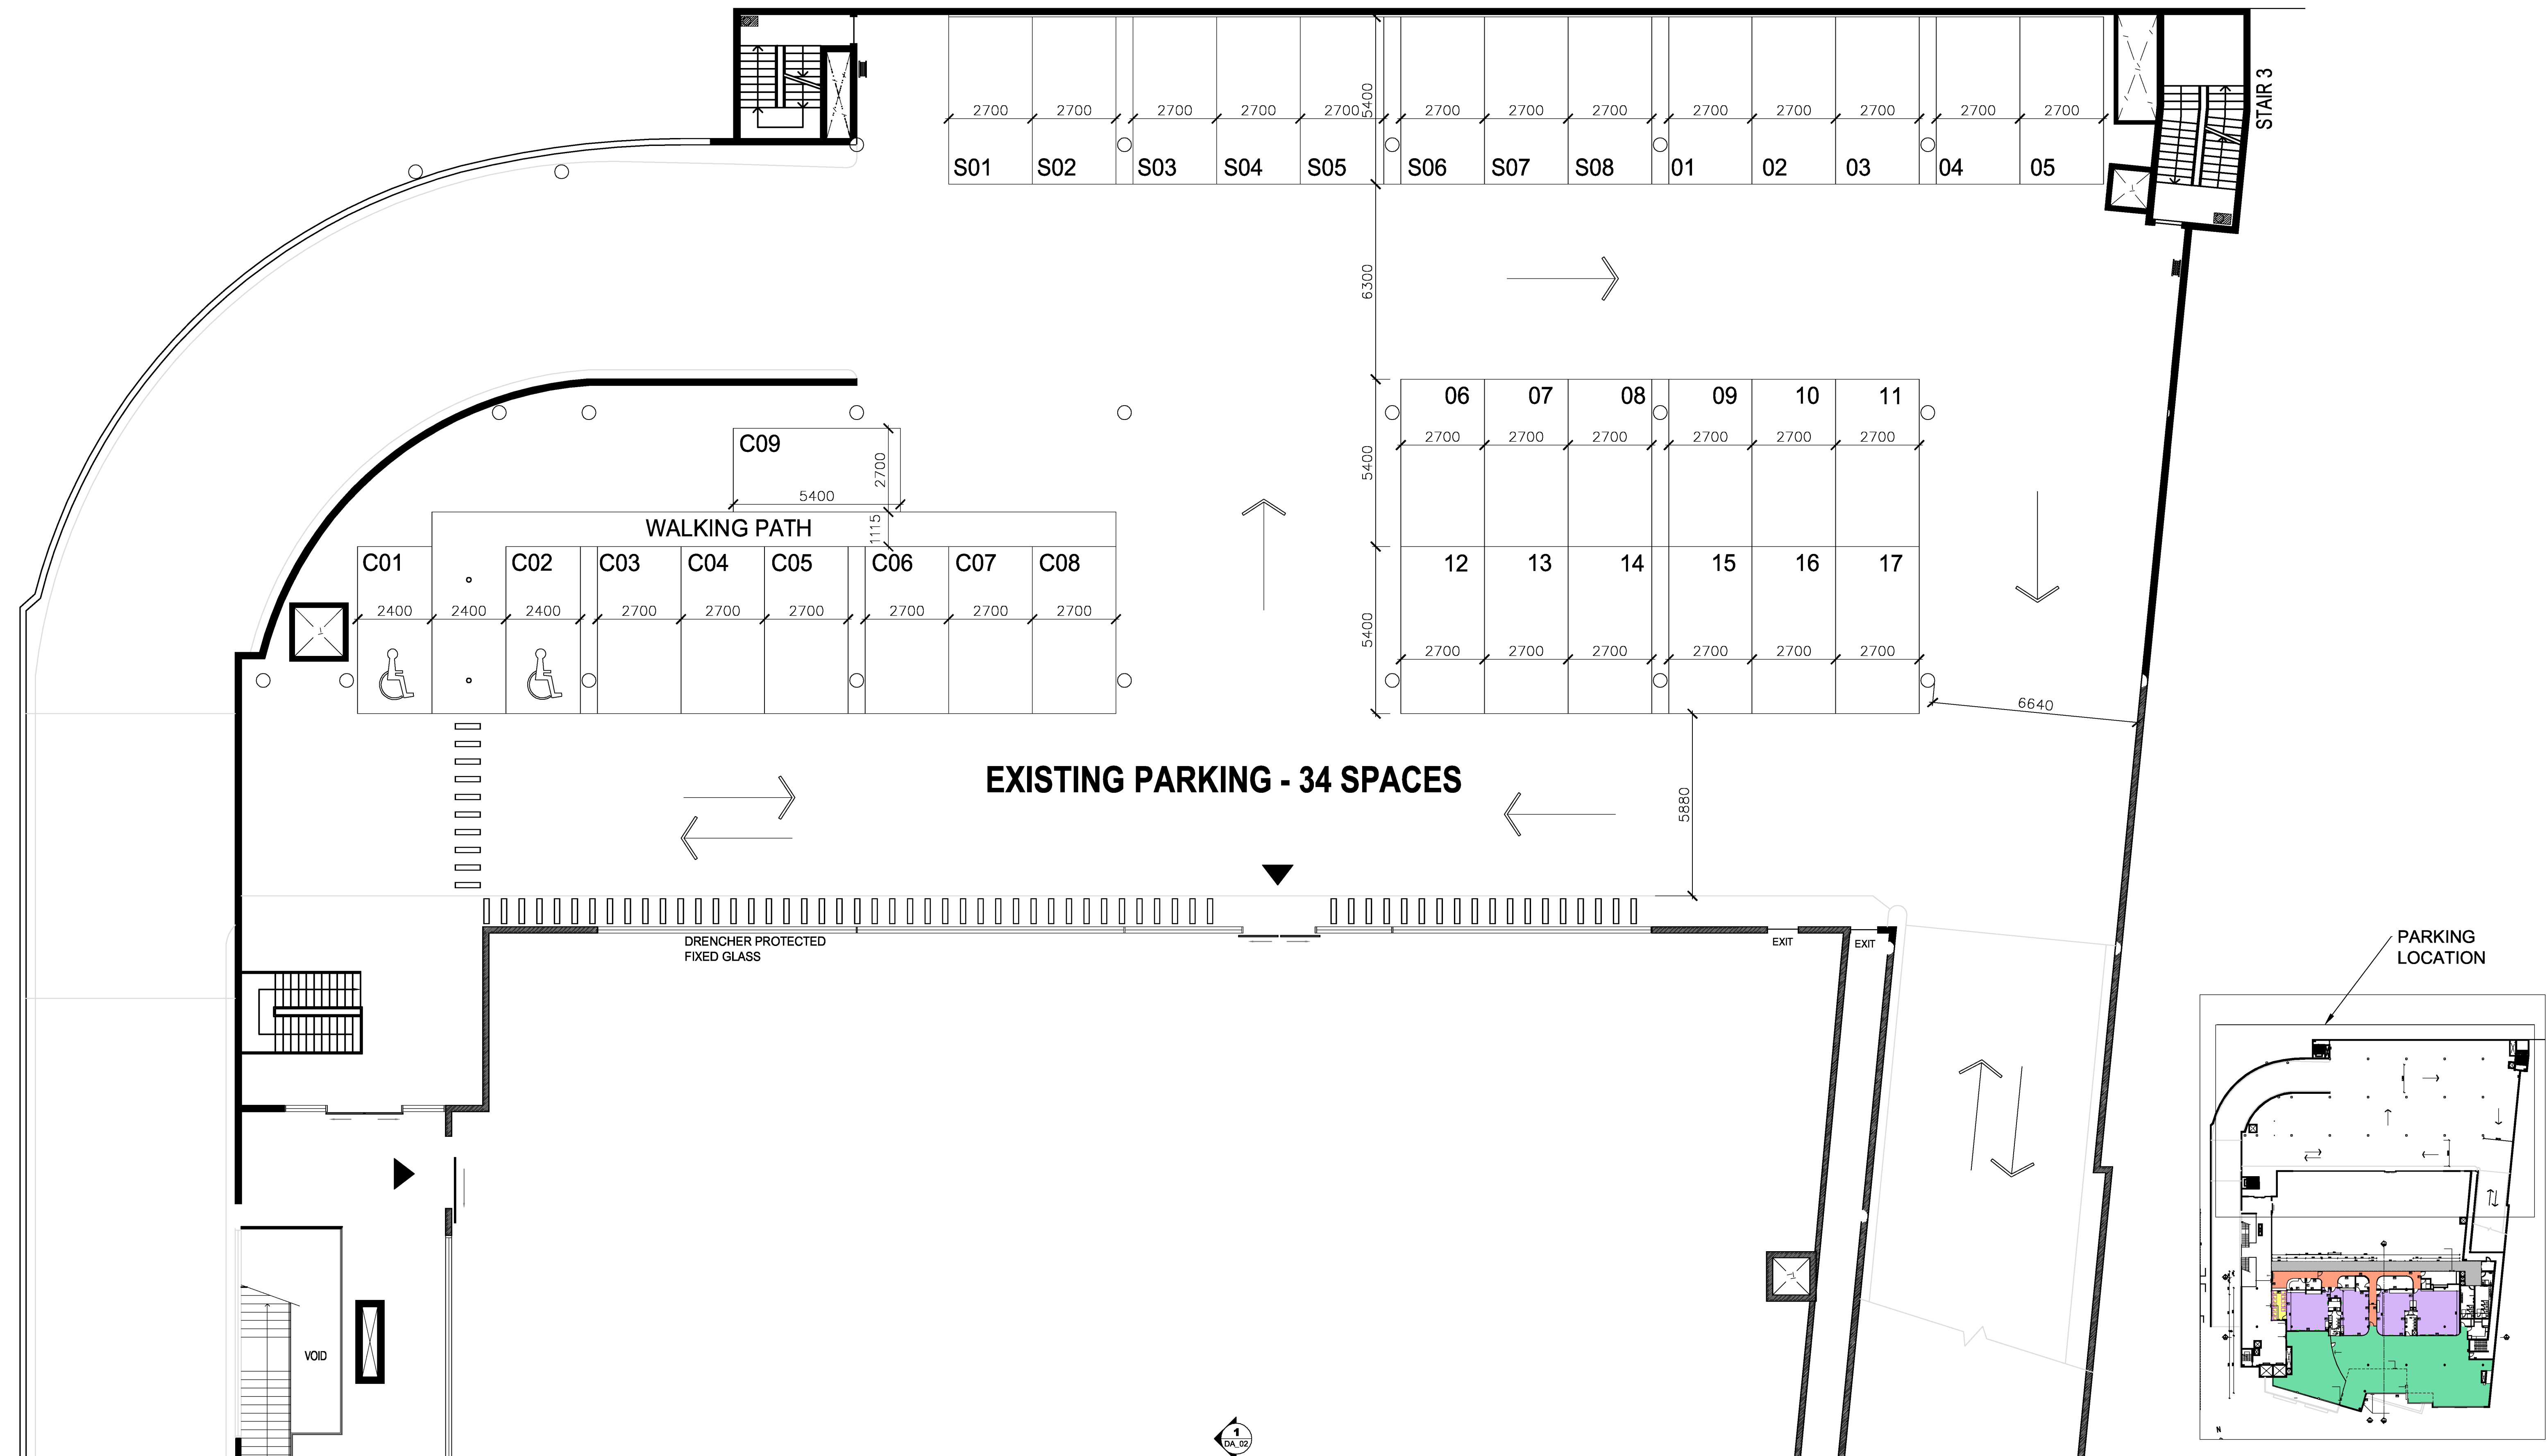 STAIR 3
2700 2700 2700 2700 2700 5400 2700 2700 2700 2700 2700 2700 2700 2700
S01 S02 S03 S04 S05 S06 S07 S08 01 02 03 04 05
6300
06 07 08 09 10 11
2700 2700 2700 2700 2700 2700
C09
2700
5400
5400
WALKING PATH
1115
C01 C02 C03 C04 C05 C06 C07 C08
12 13 14 15 16 17
2400 2400 2400 2700 2700 2700 2700 2700 2700
5400
2700 2700 2700 2700 2700 2700
6640
EXISTING PARKING - 34 SPACES
5880
DRENCHER PROTECTED
FIXED GLASS
EXIT
EXIT
PARKING
LOCATION
VOID
1
DA_02
N